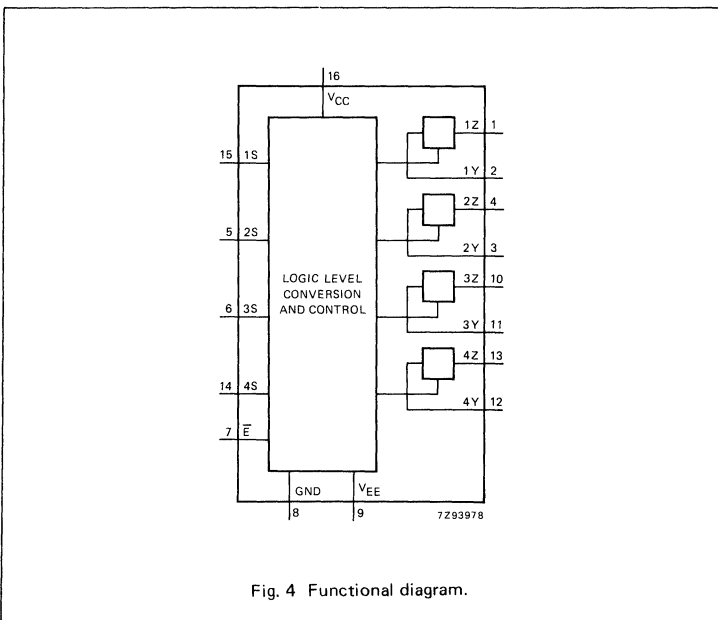 16
VCC
1Z 1
15 1S
1Y 2
2Z 4
5 2S
2Y 3
3Z 10
LOGIC LEVEL
CONVERSION
AND CONTROL
6 3S
3Y 11
4Z 13
14 4S
4Y 12
7 E̅
GND
VEE
8
9
7Z93978
Fig. 4 Functional diagram.